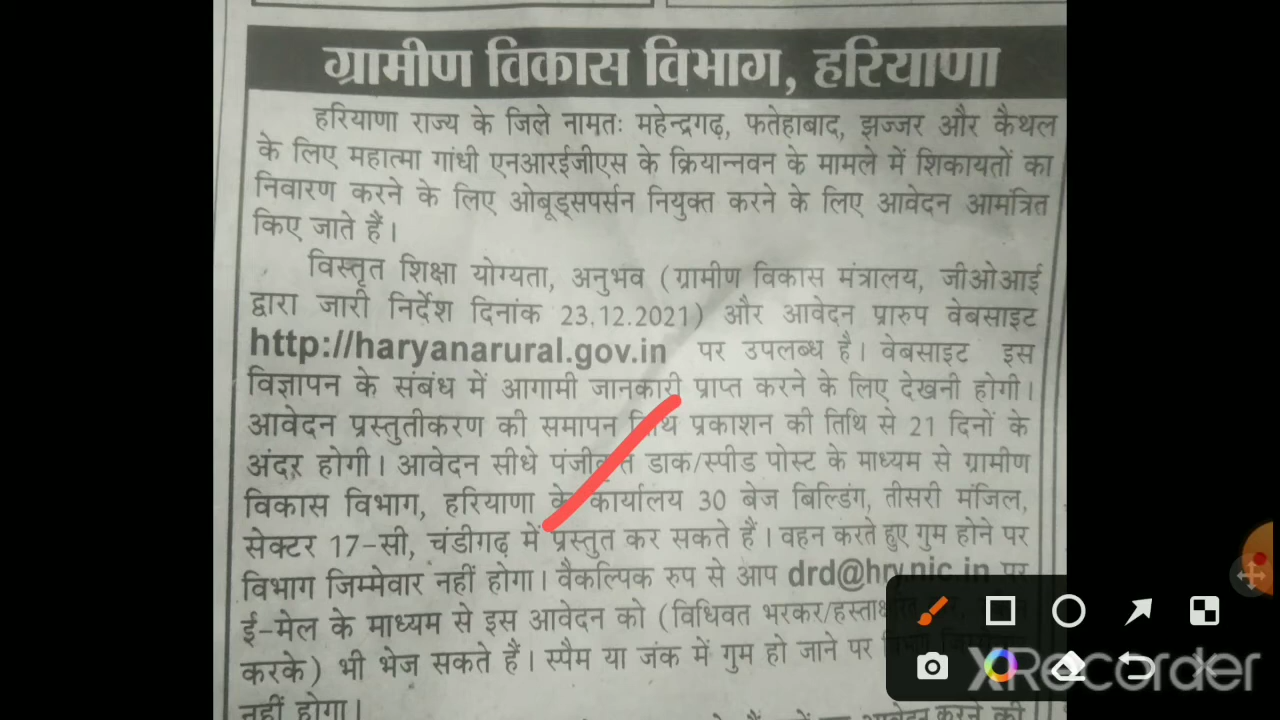 ग्रामीण विकास विभाग, हरियाणा
हरियाणा राज्य के जिले नामतः महेन्द्रगढ़, फतेहाबाद, झज्जर और कैथल
के लिए महात्मा गांधी एनआरईजीएस के क्रियान्नवन के मामले में शिकायतों का
निवारण करने के लिए ओबूड्सपर्सन नियुक्त करने के लिए आवेदन आमंत्रित
किए जाते हैं।
विस्तृत शिक्षा योग्यता, अनुभव (ग्रामीण विकास मंत्रालय, जीओआई
द्वारा जारी निर्देश दिनांक 23.12.2021) और आवेदन प्रारुप वेबसाइट
http://haryanarural.gov.in पर उपलब्ध है। वेबसाइट इस
विज्ञापन के संबंध में आगामी जानकारी प्राप्त करने के लिए देखनी होगी।
आवेदन प्रस्तुतीकरण की समापन तिथि प्रकाशन की तिथि से 21 दिनों के
अंदर होगी। आवेदन सीधे पंजीकृत डाक/स्पीड पोस्ट के माध्यम से ग्रामीण
विकास विभाग, हरियाणा के कार्यालय 30 बेज बिल्डिंग, तीसरी मंजिल,
सेक्टर 17-सी, चंडीगढ़ में प्रस्तुत कर सकते हैं। वहन करते हुए गुम होने पर
विभाग जिम्मेवार नहीं होगा। वैकल्पिक रुप से आप drd@hry.nic.in पर
ई-मेल के माध्यम से इस आवेदन को (विधिवत भरकर/हस्ताक्षरित
करके) भी भेज सकते हैं। स्पैम या जंक में गुम हो जाने पर
नहीं होगा।
आवेदन करने की
XRecorder